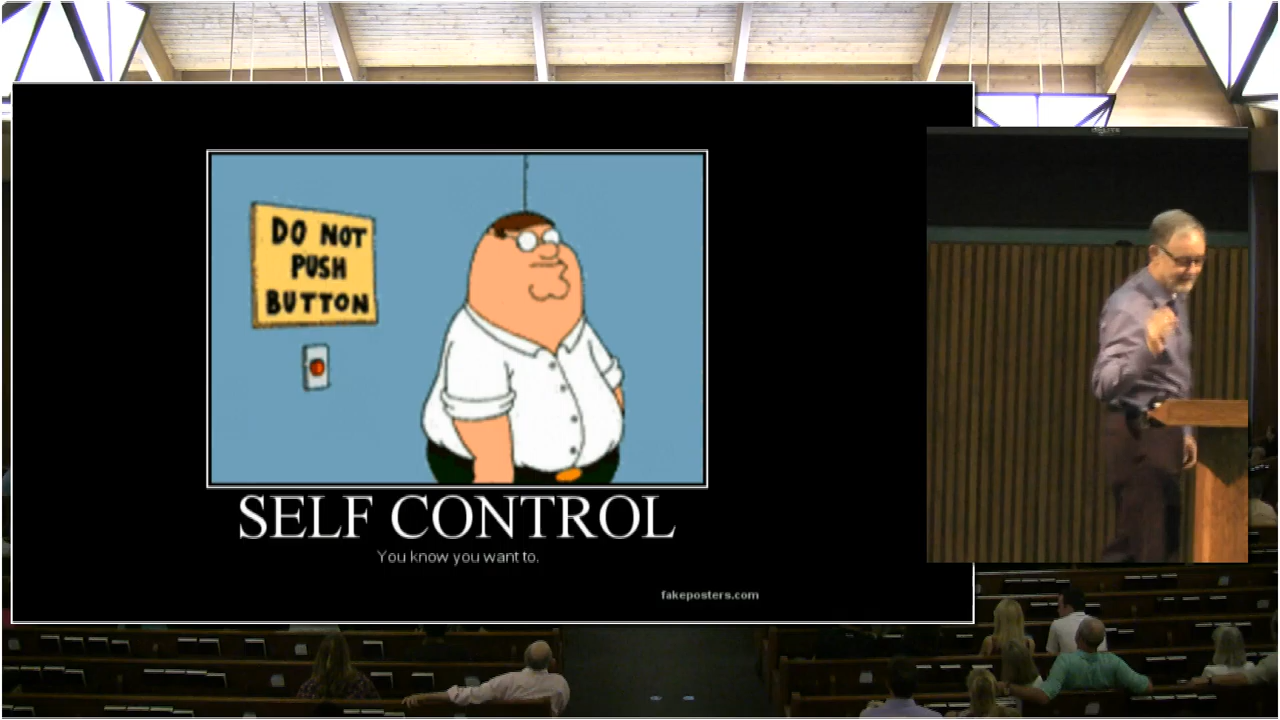 DO NOT
PUSH
BUTTON
SELF CONTROL
You know you want to.
fakeposters.com